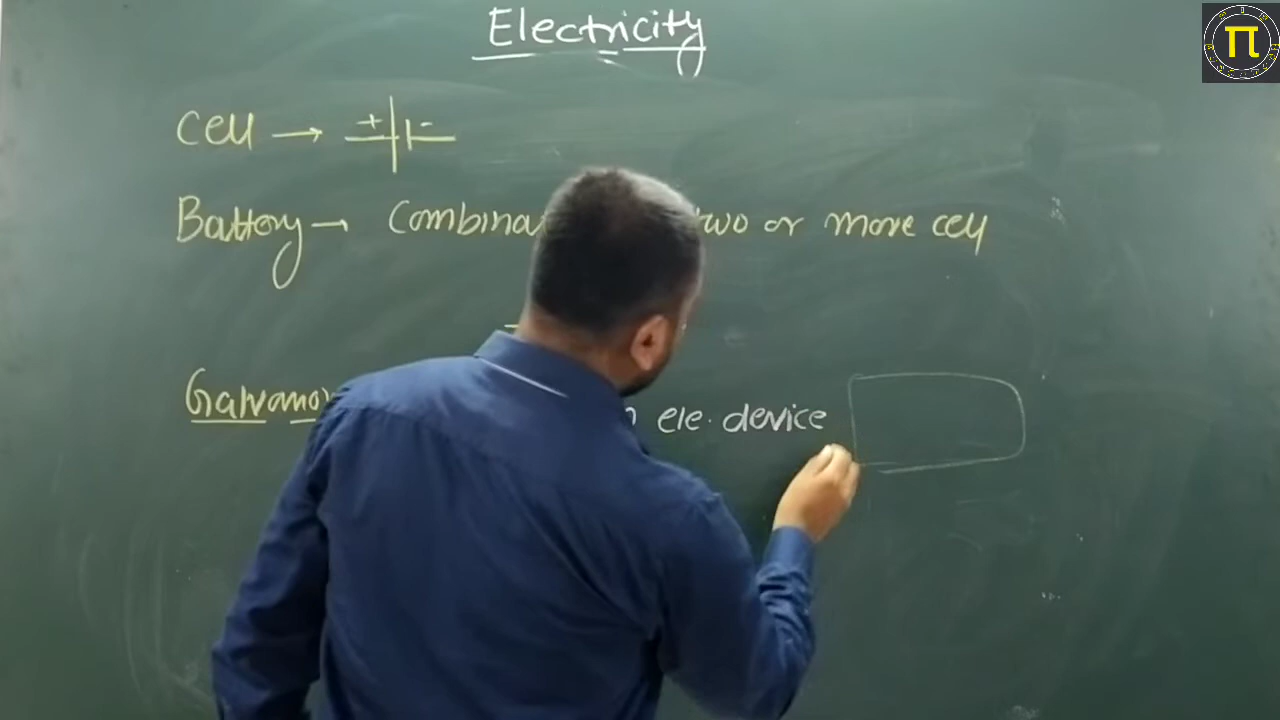 Electricity
Cell → + -
Battery → Combina two or more cell
Galvano ele. device
π